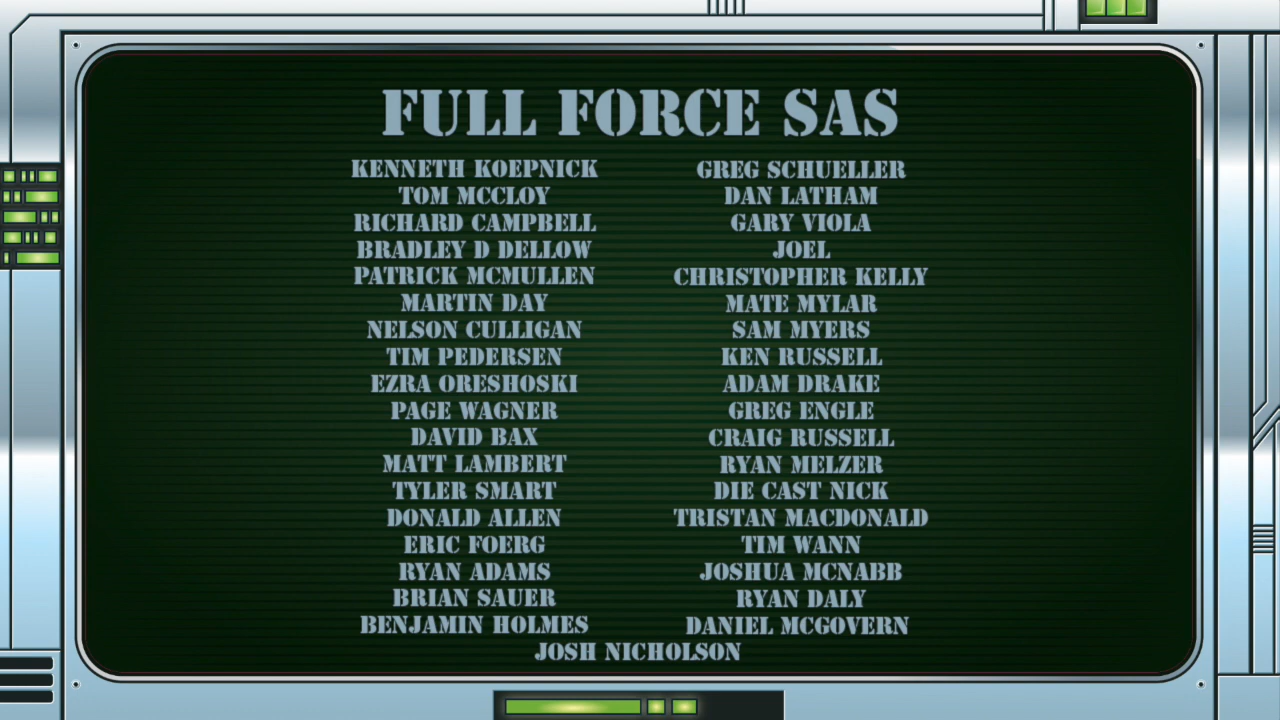 FULL FORCE SAS
KENNETH KOEPNICK
TOM MCCLOY
RICHARD CAMPBELL
BRADLEY D DELLOW
PATRICK MCMULLEN
MARTIN DAY
NELSON CULLIGAN
TIM PEDERSEN
EZRA ORESHOSKI
PAGE WAGNER
DAVID BAX
MATT LAMBERT
TYLER SMART
DONALD ALLEN
ERIC FOERG
RYAN ADAMS
BRIAN SAUER
BENJAMIN HOLMES
GREG SCHUELLER
DAN LATHAM
GARY VIOLA
JOEL
CHRISTOPHER KELLY
MATE MYLAR
SAM MYERS
KEN RUSSELL
ADAM DRAKE
GREG ENGLE
CRAIG RUSSELL
RYAN MELZER
DIE CAST NICK
TRISTAN MACDONALD
TIM WANN
JOSHUA MCNABB
RYAN DALY
DANIEL MCGOVERN
JOSH NICHOLSON